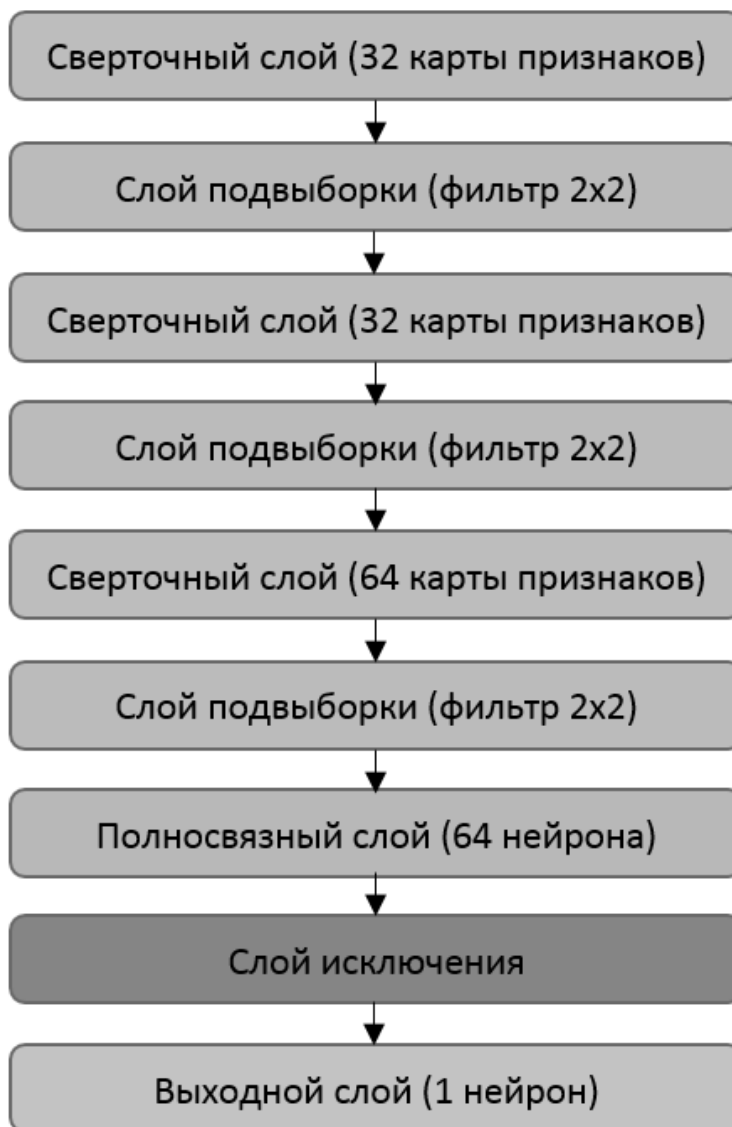 Сверточный слой (32 карты признаков)
Слой подвыборки (фильтр 2х2)
Сверточный слой (32 карты признаков)
Слой подвыборки (фильтр 2х2)
Сверточный слой (64 карты признаков)
Слой подвыборки (фильтр 2х2)
Полносвязный слой (64 нейрона)
Слой исключения
Выходной слой (1 нейрон)